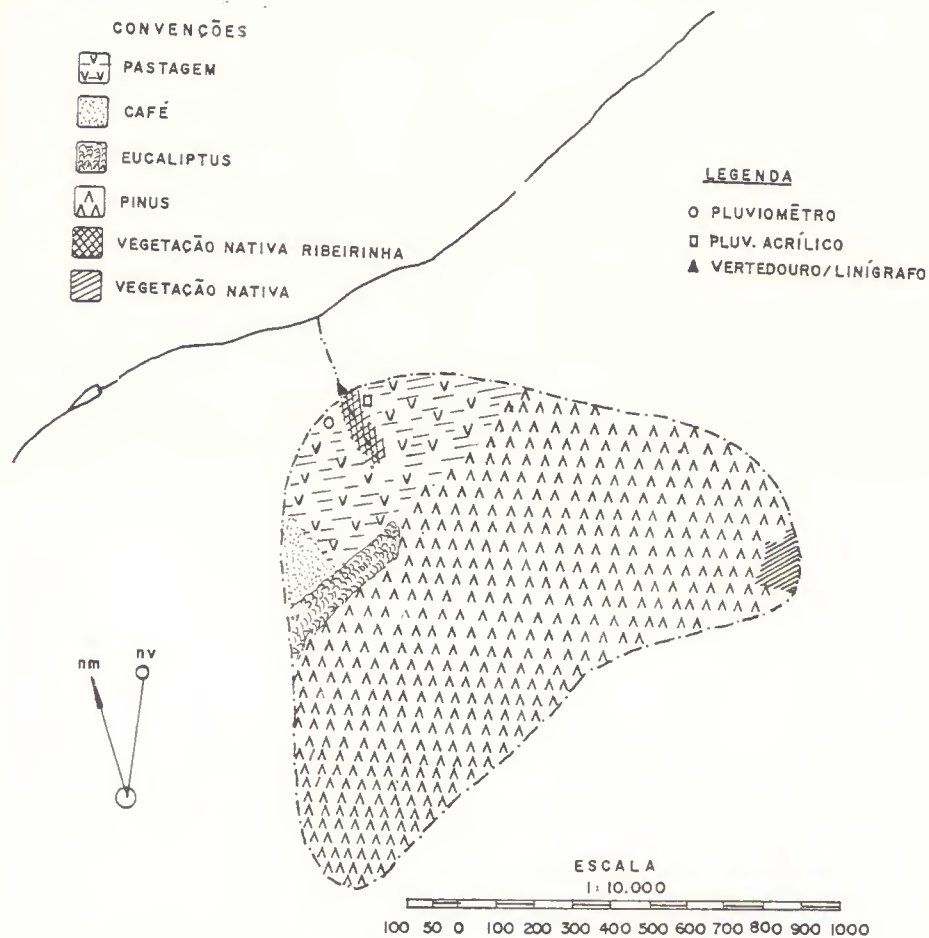 CONVENÇÕES
PASTAGEM
CAFÉ
EUCALIPTUS
PINUS
VEGETAÇÃO NATIVA RIBEIRINHA
VEGETAÇÃO NATIVA
LEGENDA
PLUVIOMÊTRO
PLUV. ACRÍLICO
VERTEDOURO/LINÍGRAFO
nm nv
ESCALA
1:10.000
100 50 0 100 200 300 400 500 600 700 800 900 1000